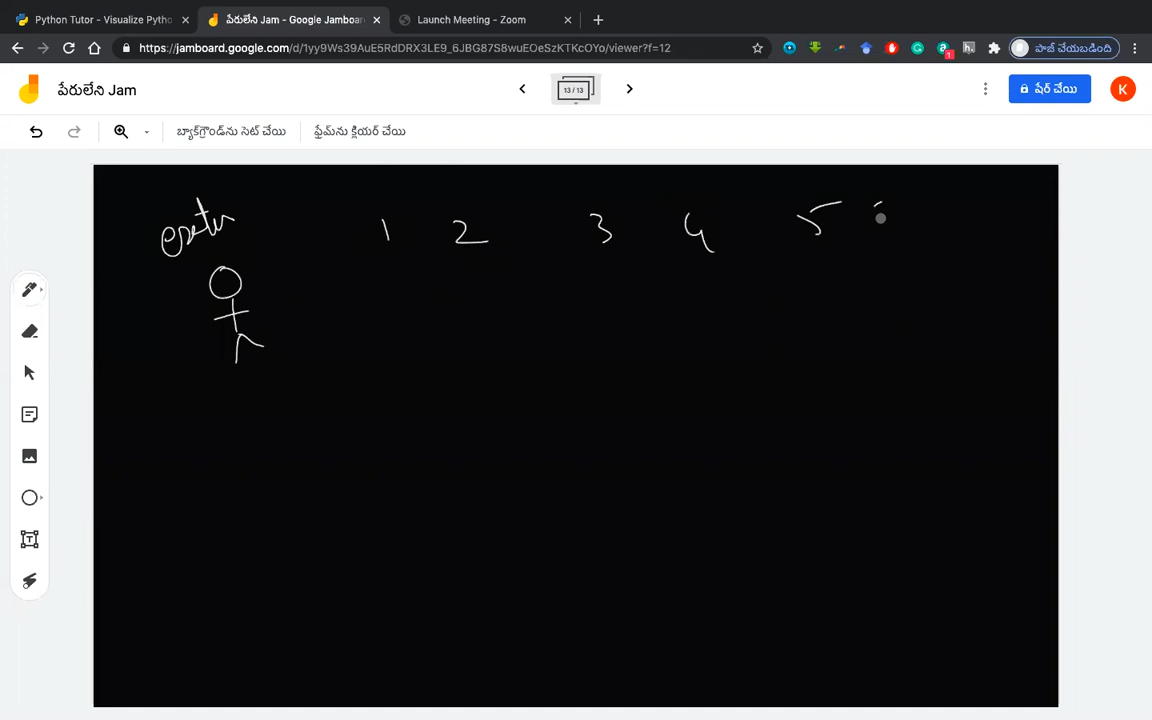 Python Tutor - Visualize Pytho
పేరులేని Jam - Google Jamboar
Launch Meeting - Zoom
https://jamboard.google.com/d/1yy9Ws39AuE5RdDRX3LE9_6JBG87S8wuEOeSzKTKcOYo/viewer?f=12
పాజ్ చేయబడింది
పేరులేని Jam
13 / 13
షేర్ చేయి
K
బ్యాక్‌గ్రౌండ్‌ను సెట్ చేయి
ఫ్రేమ్‌ను క్లియర్ చేయి
1 2 3 4 5